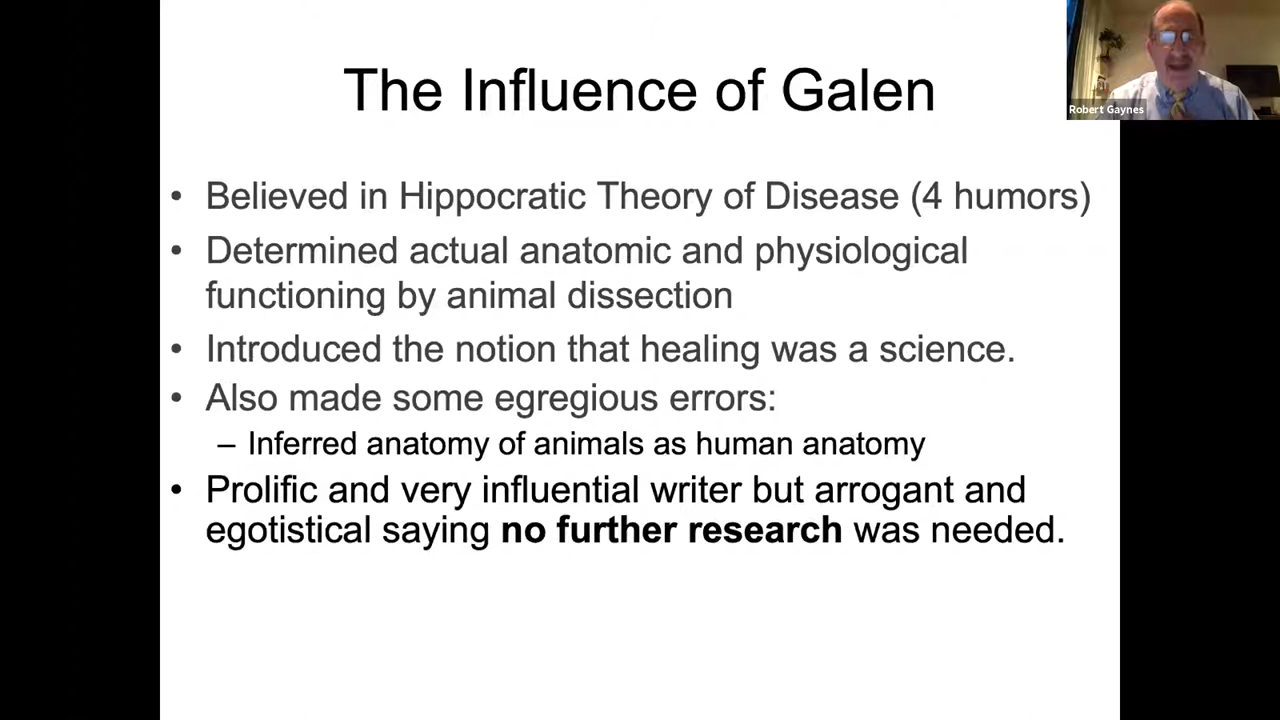 The Influence of Galen
Robert Gaynes
• Believed in Hippocratic Theory of Disease (4 humors)
• Determined actual anatomic and physiological
functioning by animal dissection
• Introduced the notion that healing was a science.
• Also made some egregious errors:
– Inferred anatomy of animals as human anatomy
• Prolific and very influential writer but arrogant and
egotistical saying no further research was needed.